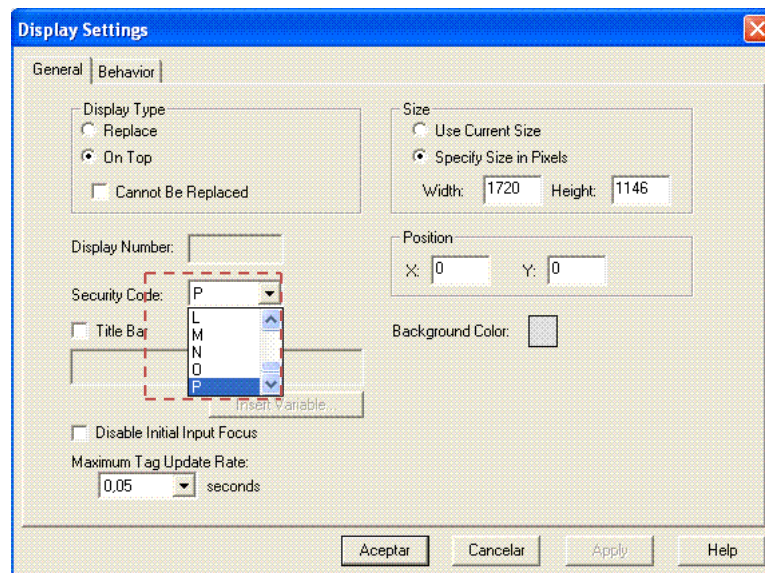 Display Settings
General
Behavior
Display Type
Replace
On Top
Cannot Be Replaced
Size
Use Current Size
Specify Size in Pixels
Width: 1720 Height: 1146
Display Number:
Position
X: 0 Y: 0
Security Code: P
L
M
N
O
P
Title Bar
Background Color:
Insert Variable...
Disable Initial Input Focus
Maximum Tag Update Rate:
0,05 seconds
Aceptar
Cancelar
Apply
Help